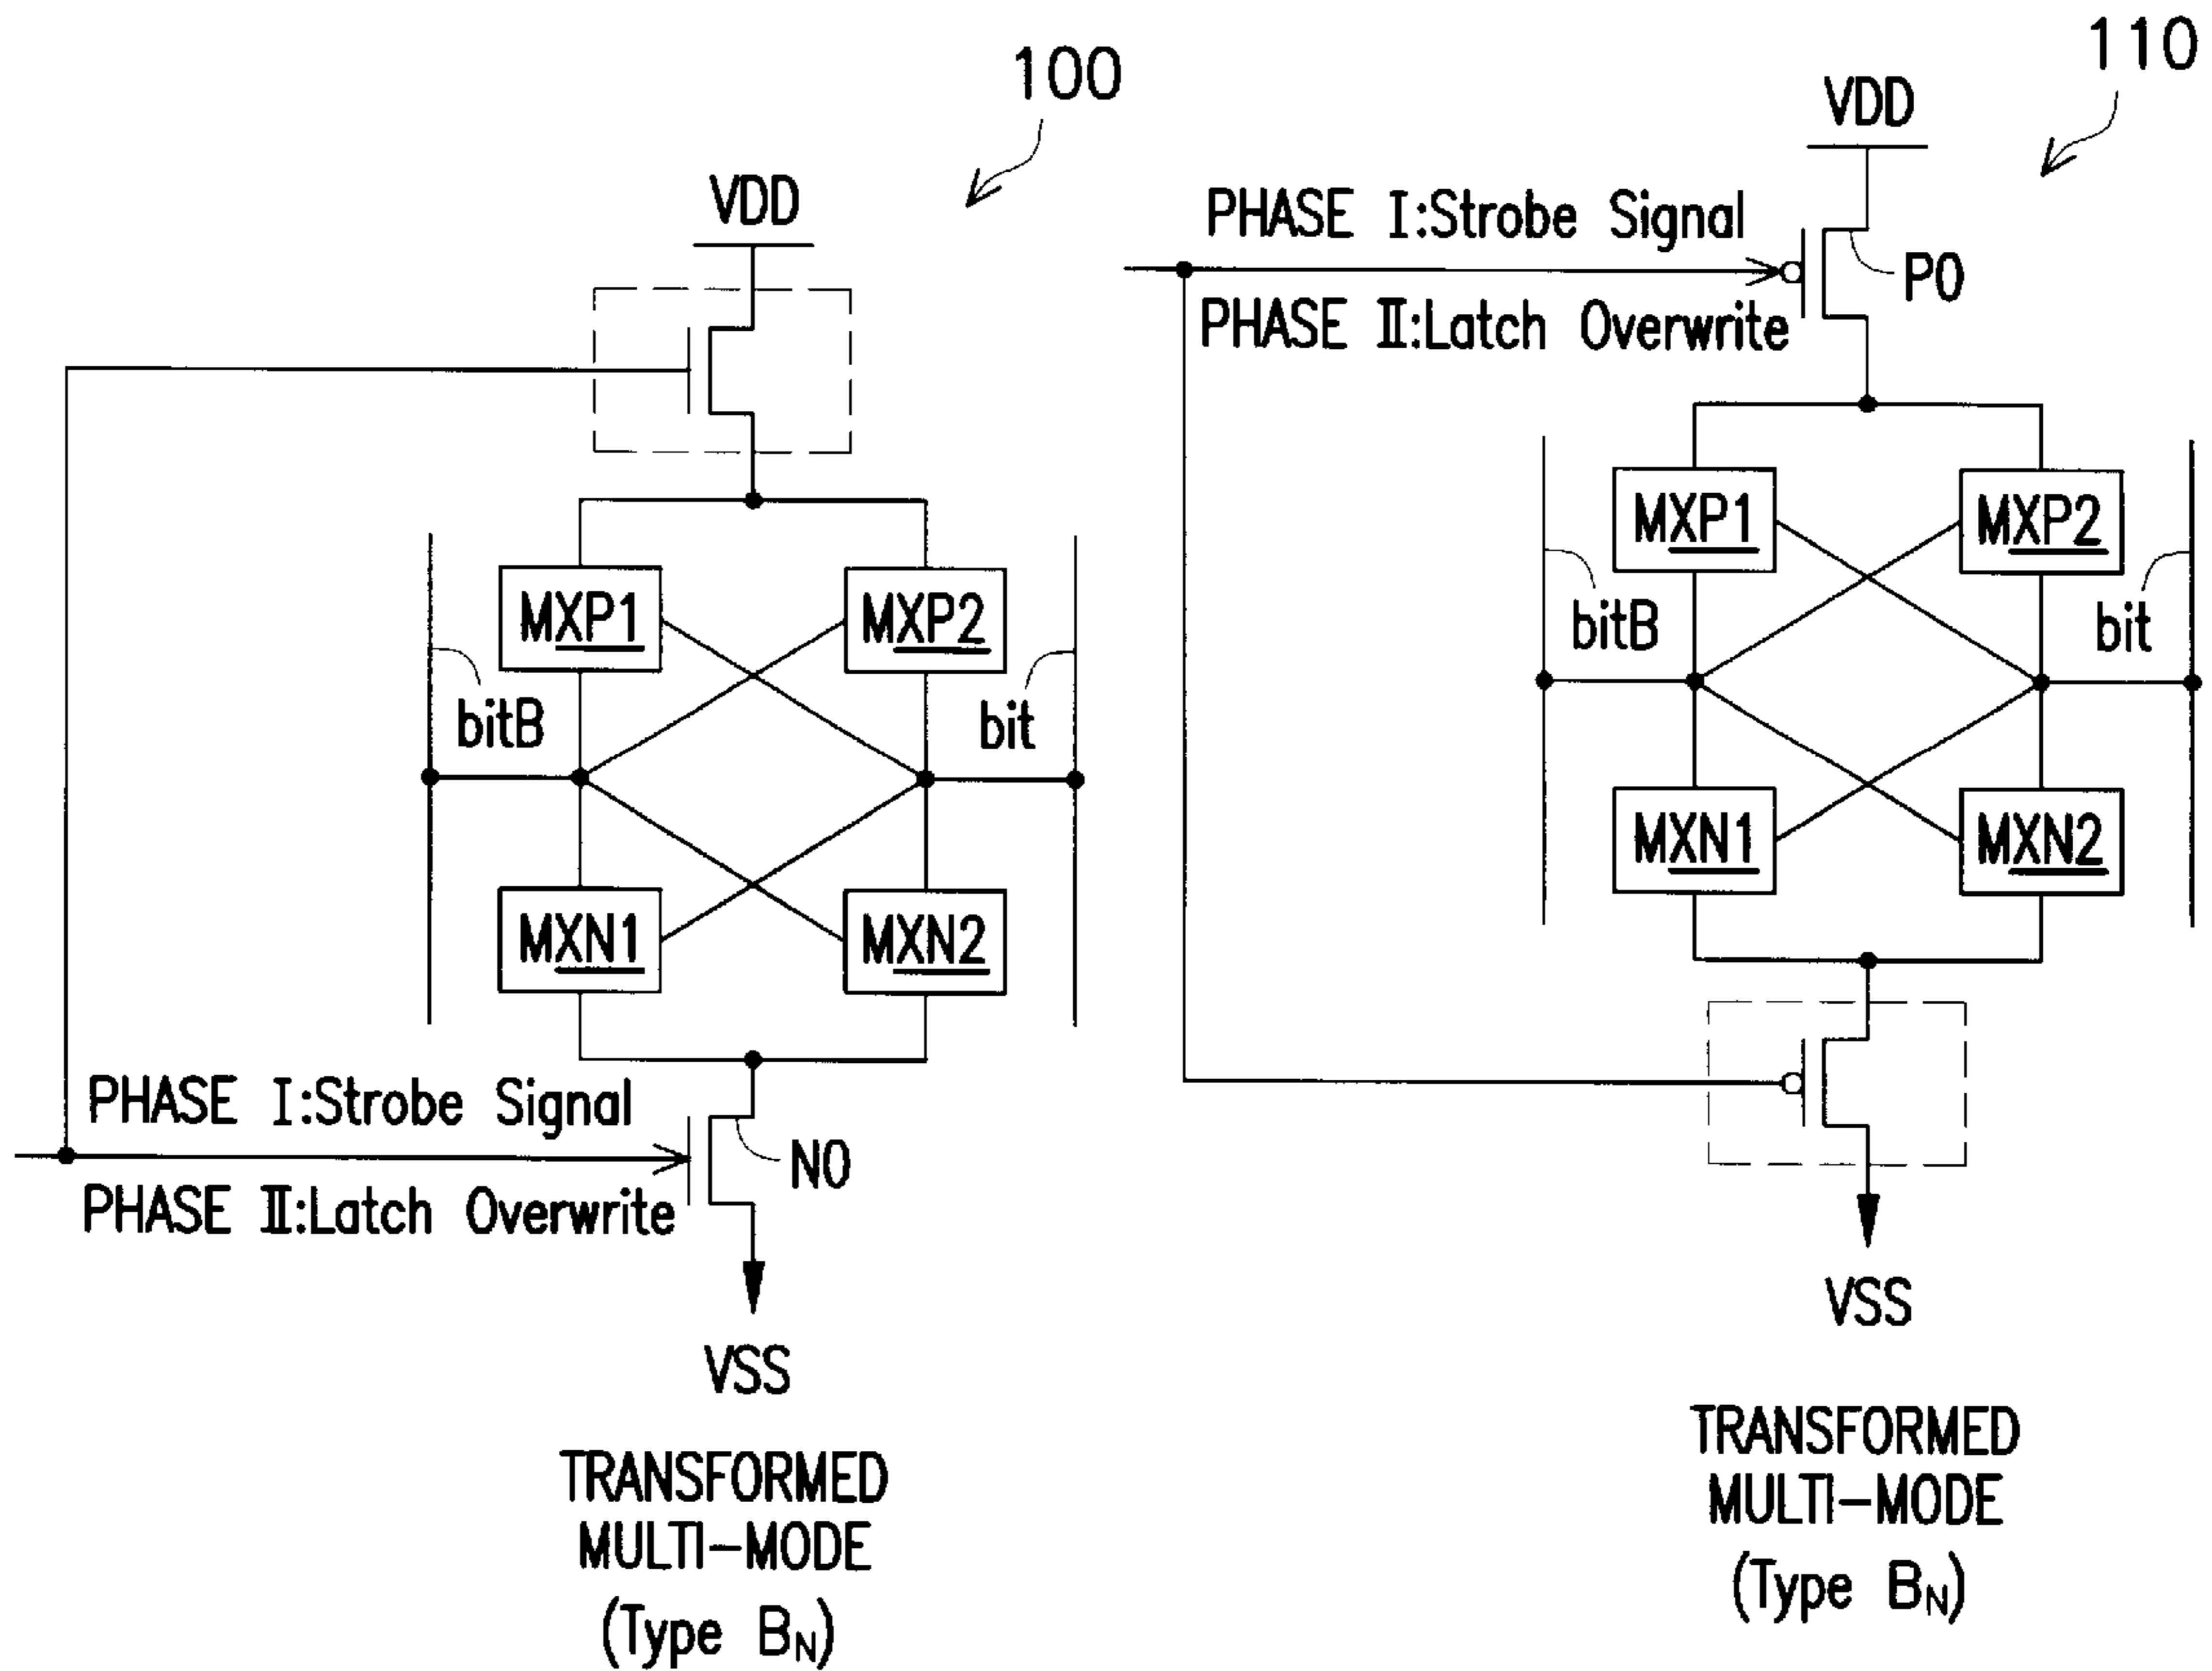 100
VDD
MXP1
MXP2
bitB
bit
MXN1
MXN2
PHASE I:Strobe Signal
N0
PHASE II:Latch Overwrite
VSS
TRANSFORMED
MULTI-MODE
(Type BN)
110
VDD
PHASE I:Strobe Signal
P0
PHASE II:Latch Overwrite
MXP1
MXP2
bitB
bit
MXN1
MXN2
VSS
TRANSFORMED
MULTI-MODE
(Type BN)